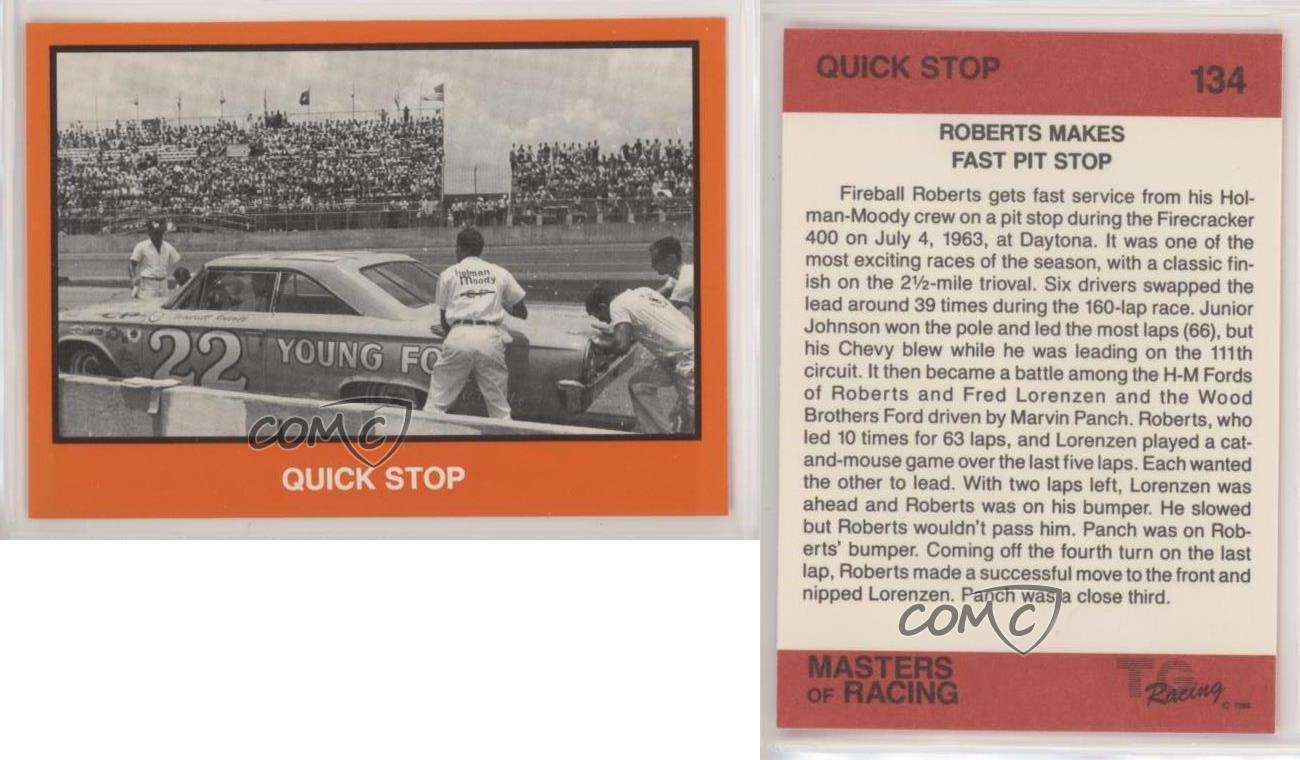 22
YOUNG FO
holman
Moody
CP
COMC
QUICK STOP
QUICK STOP
134
ROBERTS MAKES
FAST PIT STOP
Fireball Roberts gets fast service from his Hol-
man-Moody crew on a pit stop during the Firecracker
400 on July 4, 1963, at Daytona. It was one of the
most exciting races of the season, with a classic fin-
ish on the 2½-mile trioval. Six drivers swapped the
lead around 39 times during the 160-lap race. Junior
Johnson won the pole and led the most laps (66), but
his Chevy blew while he was leading on the 111th
circuit. It then became a battle among the H-M Fords
of Roberts and Fred Lorenzen and the Wood
Brothers Ford driven by Marvin Panch. Roberts, who
led 10 times for 63 laps, and Lorenzen played a cat-
and-mouse game over the last five laps. Each wanted
the other to lead. With two laps left, Lorenzen was
ahead and Roberts was on his bumper. He slowed
but Roberts wouldn't pass him. Panch was on Rob-
erts' bumper. Coming off the fourth turn on the last
lap, Roberts made a successful move to the front and
nipped Lorenzen. Panch was a close third.
COMC
MASTERS
OF RACING
TG
Racing